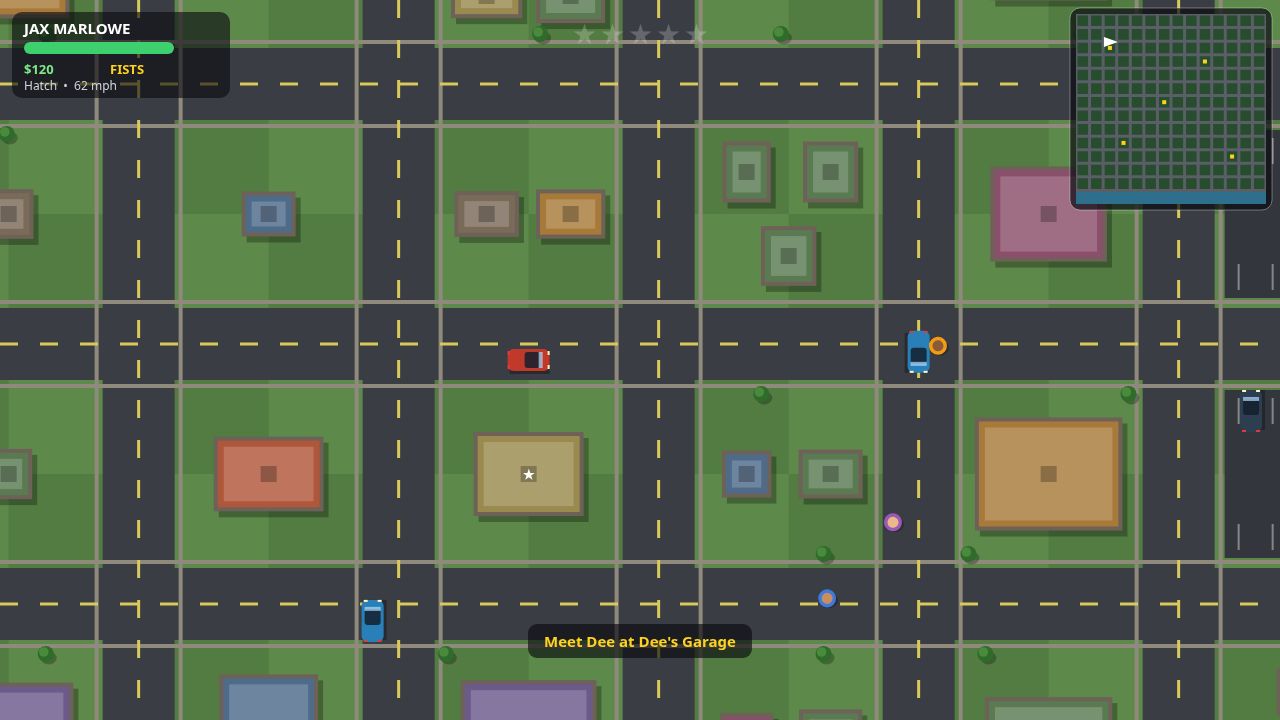 JAX MARLOWE
$120 FISTS
Hatch • 62 mph
Meet Dee at Dee's Garage